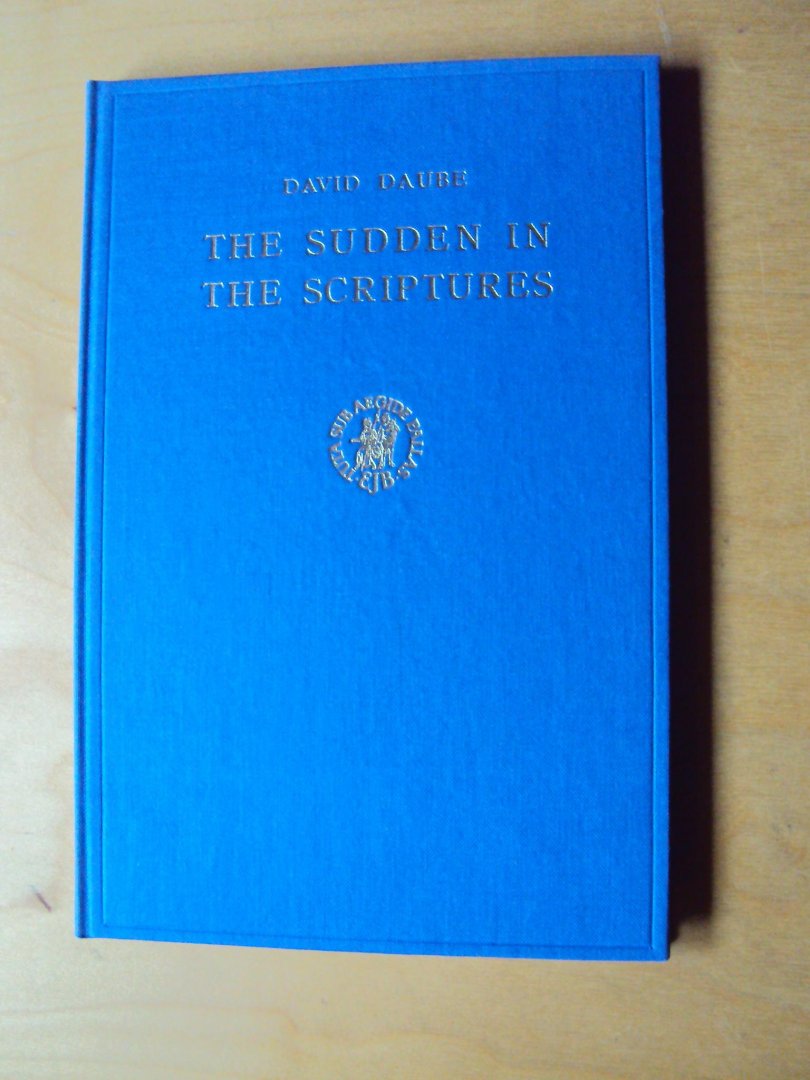 DAVID DAUBE
THE SUDDEN IN
THE SCRIPTURES
TUTA SUB AEGIDE PALLAS
EJB